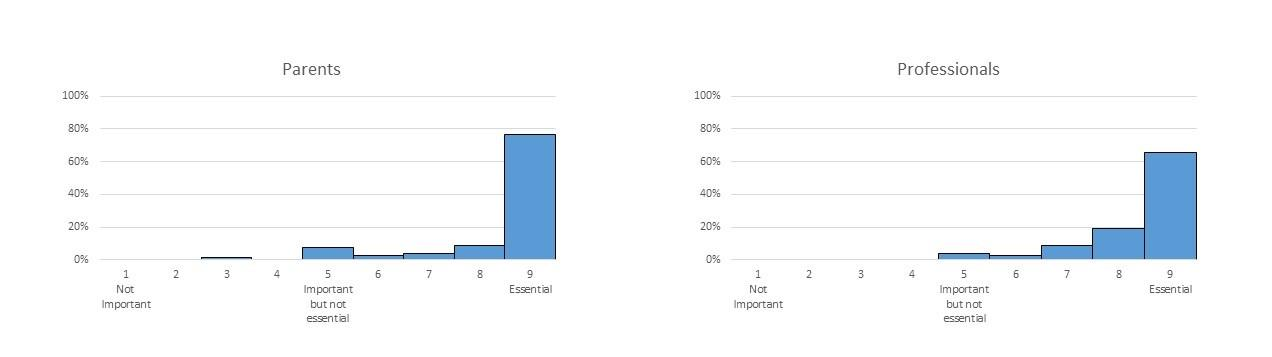 Parents
100%
80%
60%
40%
20%
0%
1 2 3 4 5 6 7 8 9
Not Important but not essential Essential
Important
Professionals
100%
80%
60%
40%
20%
0%
1 2 3 4 5 6 7 8 9
Not Important but not essential Essential
Important